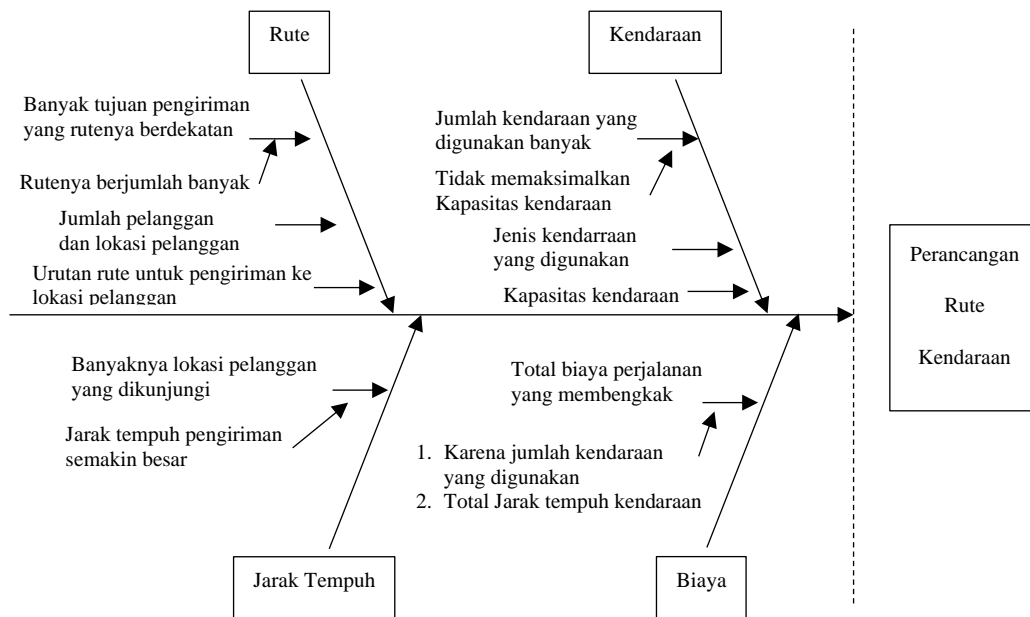 Rute
Kendaraan
Banyak tujuan pengiriman
yang rutenya berdekatan
Rutenya berjumlah banyak
Jumlah pelanggan
dan lokasi pelanggan
Urutan rute untuk pengiriman ke
lokasi pelanggan
Jumlah kendaraan yang
digunakan banyak
Tidak memaksimalkan
Kapasitas kendaraan
Jenis kendarraan
yang digunakan
Kapasitas kendaraan
Perancangan
Rute
Kendaraan
Banyaknya lokasi pelanggan
yang dikunjungi
Jarak tempuh pengiriman
semakin besar
Total biaya perjalanan
yang membengkak
1. Karena jumlah kendaraan
yang digunakan
2. Total Jarak tempuh kendaraan
Jarak Tempuh
Biaya